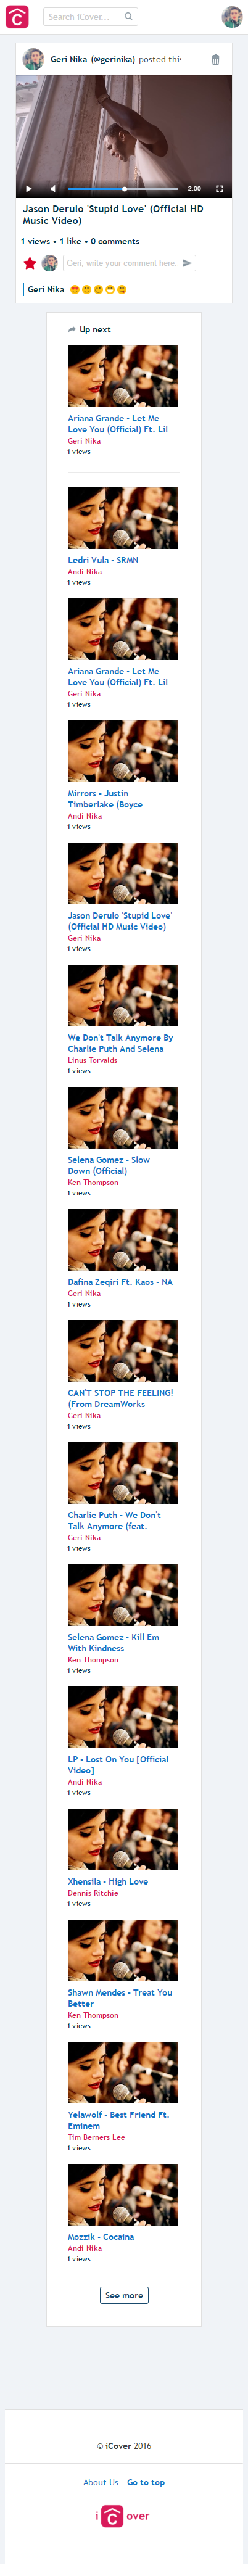 Search iCover...
Geri Nika (@gerinika) posted this
-2:00
Jason Derulo 'Stupid Love' (Official HD
Music Video)
1 views • 1 like • 0 comments
Geri, write your comment here.
Geri Nika
Up next
Ariana Grande - Let Me
Love You (Official) Ft. Lil
Geri Nika
1 views
Ledri Vula - SRMN
Andi Nika
1 views
Ariana Grande - Let Me
Love You (Official) Ft. Lil
Geri Nika
1 views
Mirrors - Justin
Timberlake (Boyce
Andi Nika
1 views
Jason Derulo 'Stupid Love'
(Official HD Music Video)
Geri Nika
1 views
We Don't Talk Anymore By
Charlie Puth And Selena
Linus Torvalds
1 views
Selena Gomez - Slow
Down (Official)
Ken Thompson
1 views
Dafina Zeqiri Ft. Kaos - NA
Geri Nika
1 views
CAN'T STOP THE FEELING!
(From DreamWorks
Geri Nika
1 views
Charlie Puth - We Don't
Talk Anymore (feat.
Geri Nika
1 views
Selena Gomez - Kill Em
With Kindness
Ken Thompson
1 views
LP - Lost On You [Official
Video]
Andi Nika
1 views
Xhensila - High Love
Dennis Ritchie
1 views
Shawn Mendes - Treat You
Better
Ken Thompson
1 views
Yelawolf - Best Friend Ft.
Eminem
Tim Berners Lee
1 views
Mozzik - Cocaina
Andi Nika
1 views
See more
© iCover 2016
About Us Go to top
i C over